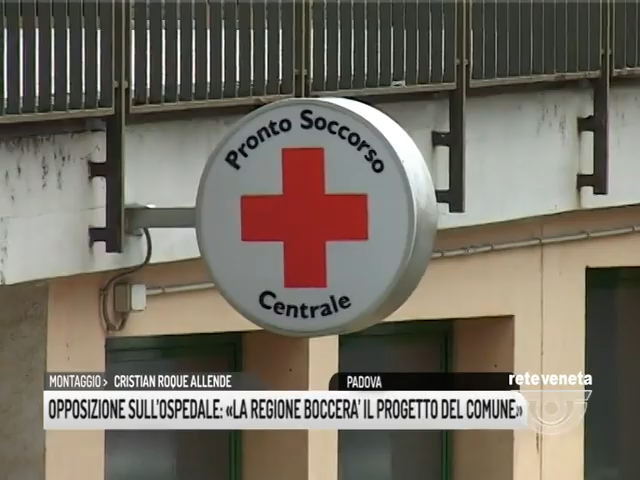 Pronto Soccorso
Centrale
MONTAGGIO> CRISTIAN ROQUE ALLENDE
PADOVA
reteveneta
OPPOSIZIONE SULL'OSPEDALE: «LA REGIONE BOCCERA' IL PROGETTO DEL COMUNE»